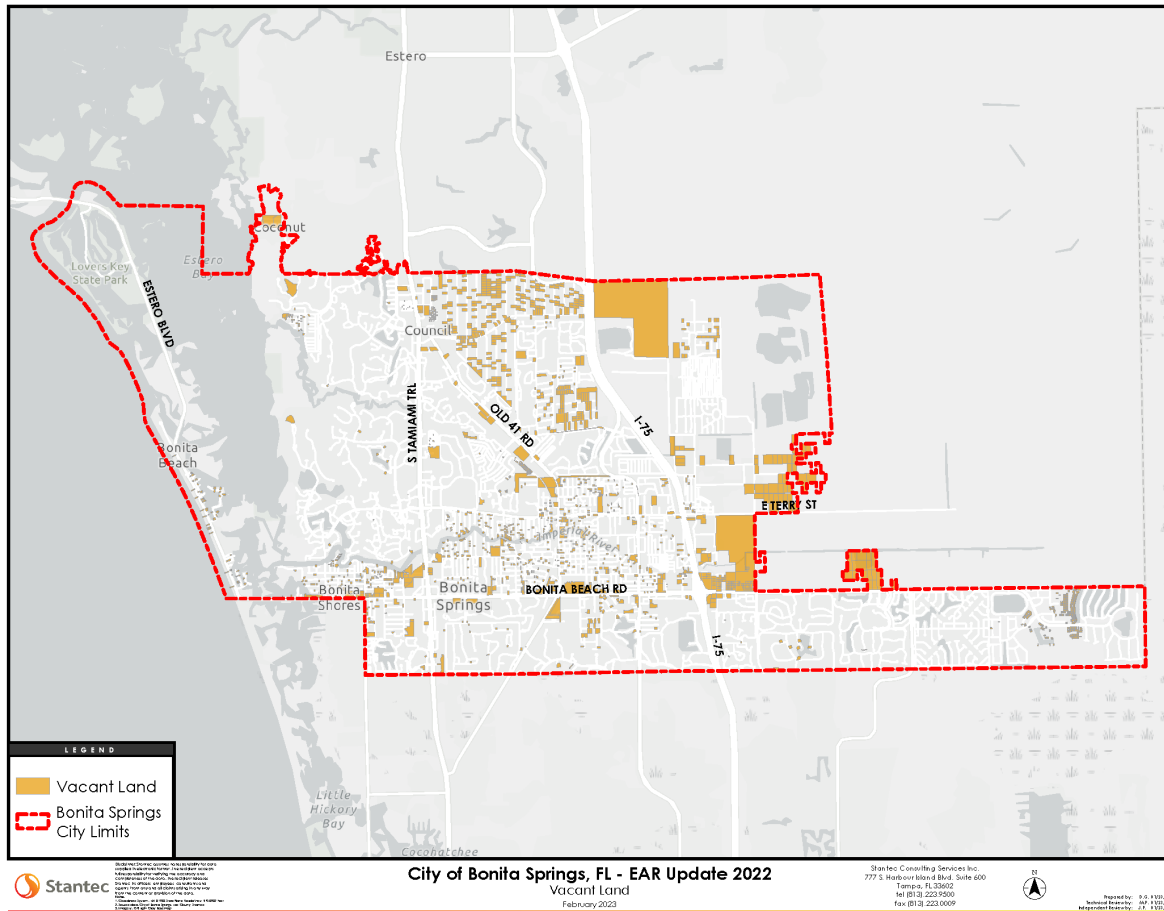 Estero
Coconut
Estero
Bay
Lovers Key
State Park
ESTERO BLVD
Council
S TAMIAMI TRL
OLD 41 RD
I-75
Bonita
Beach
E TERRY ST
Imperial River
Bonita
Shores
Bonita
Springs
BONITA BEACH RD
I-75
LEGEND
Vacant Land
Bonita Springs
City Limits
Little
Hickory
Bay
Cocohatchee
Stantec
City of Bonita Springs, FL - EAR Update 2022
Vacant Land
February 2023
Stantec Consulting Services Inc.
777 S. Harbour Island Blvd. Suite 600
Tampa, FL 33602
tel (813) 223.9500
fax (813) 223.0009
N
Prepared by:
Technical Review by:
Independent Review by: